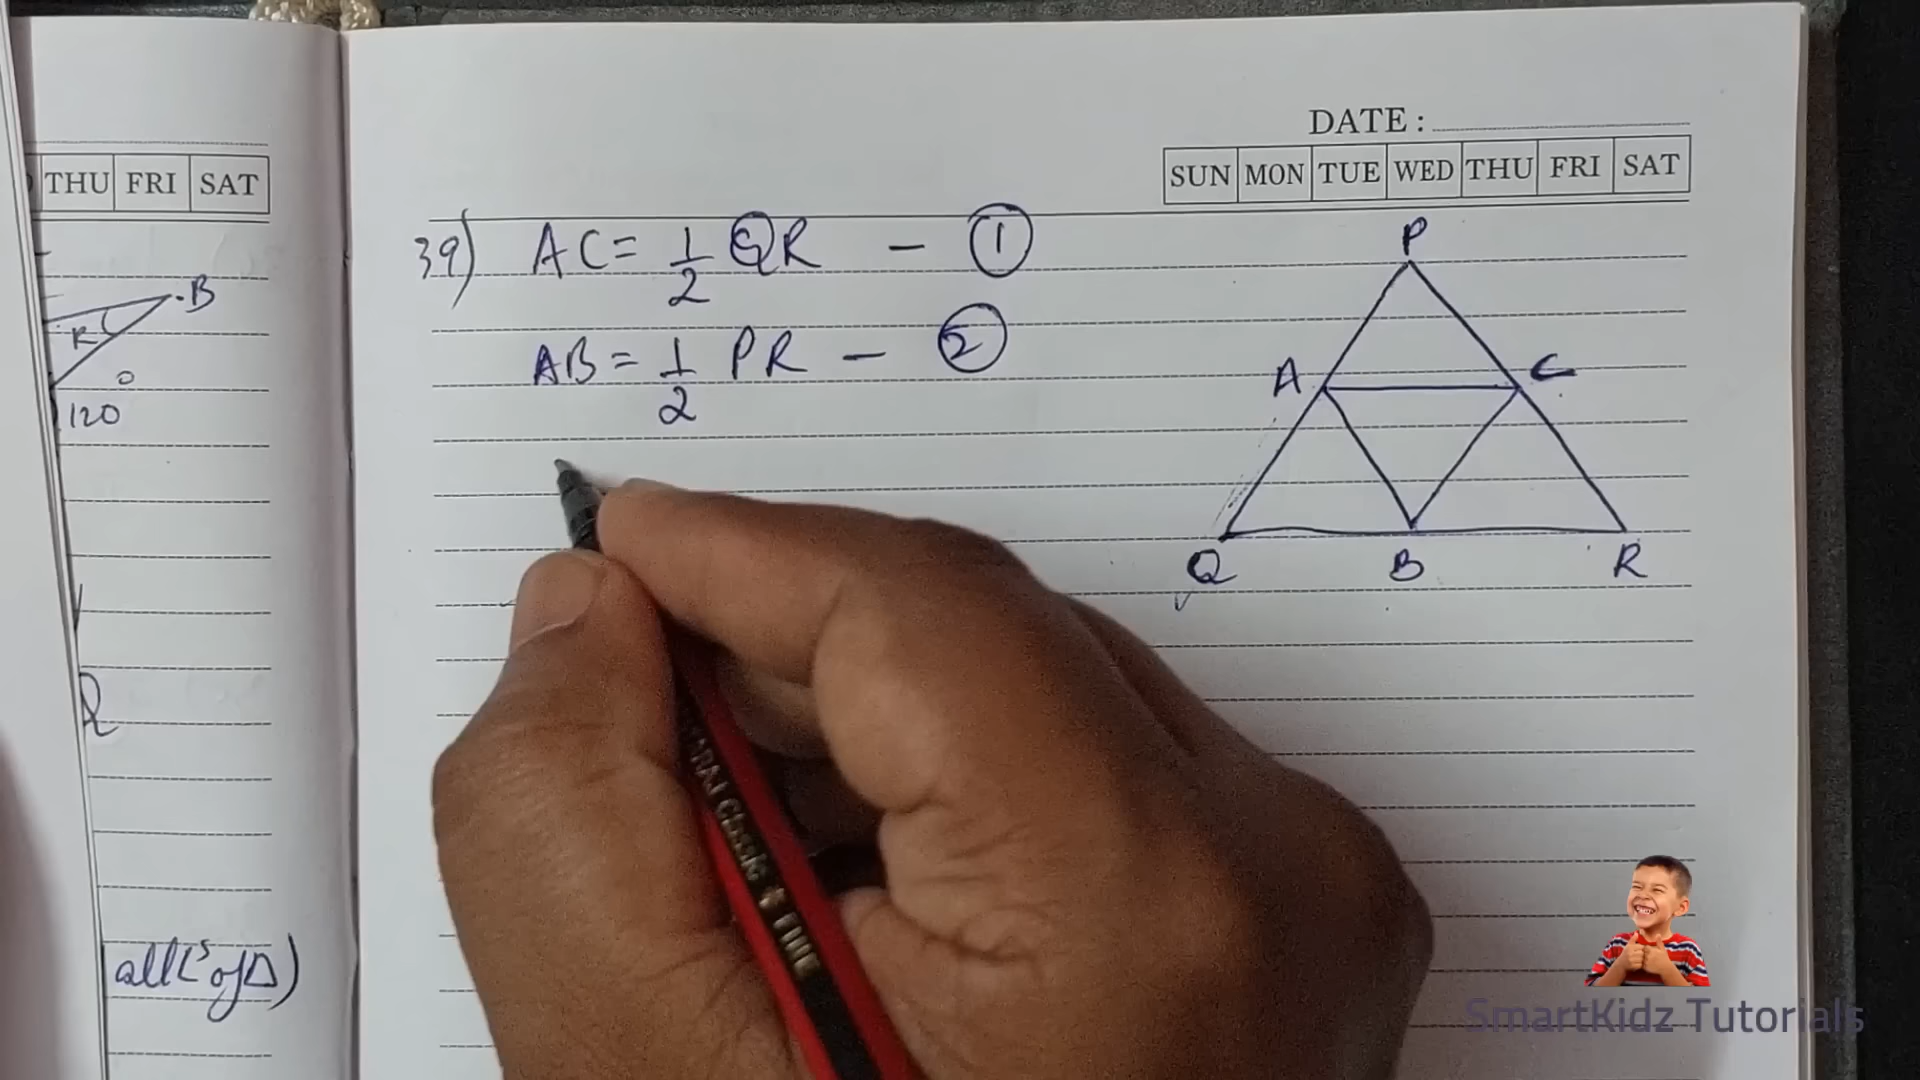 THU FRI SAT
B
R
120
all L^s of Δ)
DATE :
SUN MON TUE WED THU FRI SAT
39) AC = 1/2 QR - ①
AB = 1/2 PR - ②
P
A C
Q B R
SmartKidz Tutorials